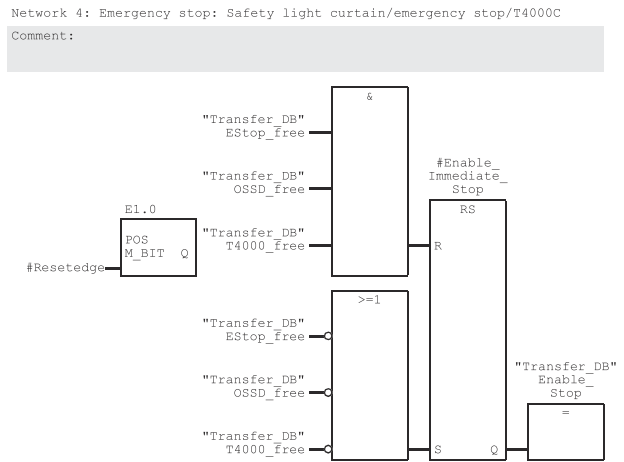 Network 4: Emergency stop: Safety light curtain/emergency stop/T4000C
Comment:
&
"Transfer_DB"
EStop_free
"Transfer_DB"
OSSD_free
#Enable_
Immediate_
Stop
E1.0
RS
POS
M_BIT Q
"Transfer_DB"
T4000_free
R
#Resetedge
>=1
"Transfer_DB"
EStop_free
"Transfer_DB"
OSSD_free
"Transfer_DB"
Enable_
Stop
=
"Transfer_DB"
T4000_free
S Q